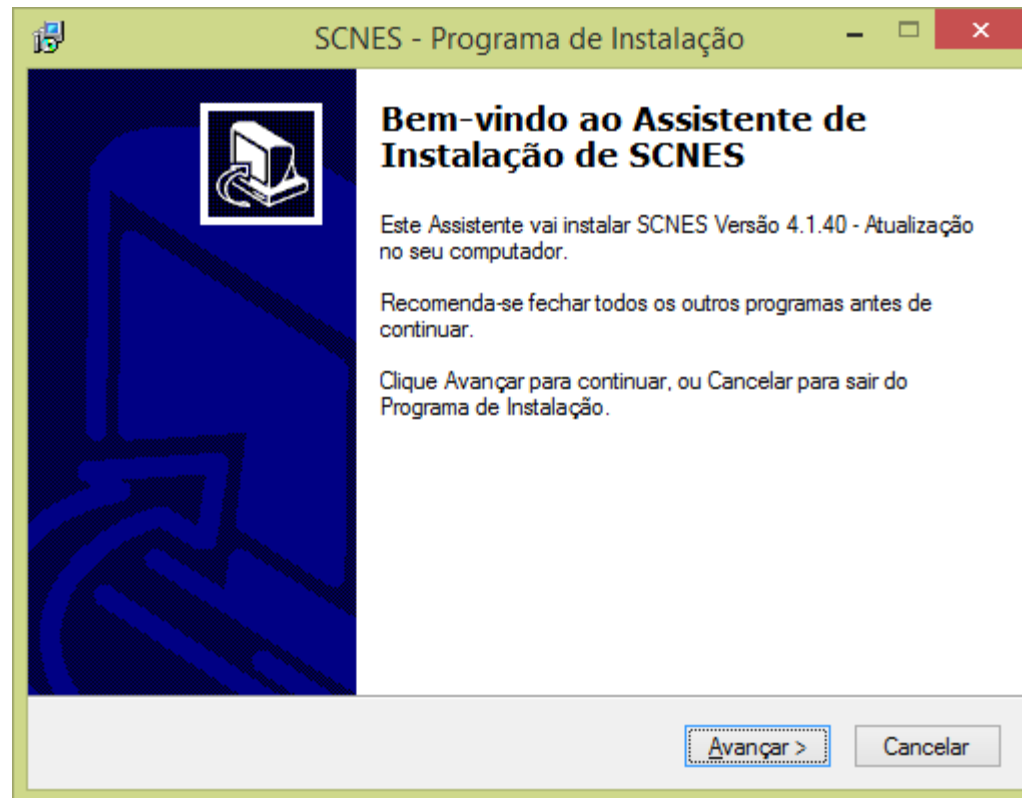 SCNES - Programa de Instalação
Bem-vindo ao Assistente de
Instalação de SCNES
Este Assistente vai instalar SCNES Versão 4.1.40 - Atualização
no seu computador.
Recomenda-se fechar todos os outros programas antes de
continuar.
Clique Avançar para continuar, ou Cancelar para sair do
Programa de Instalação.
Avançar >
Cancelar